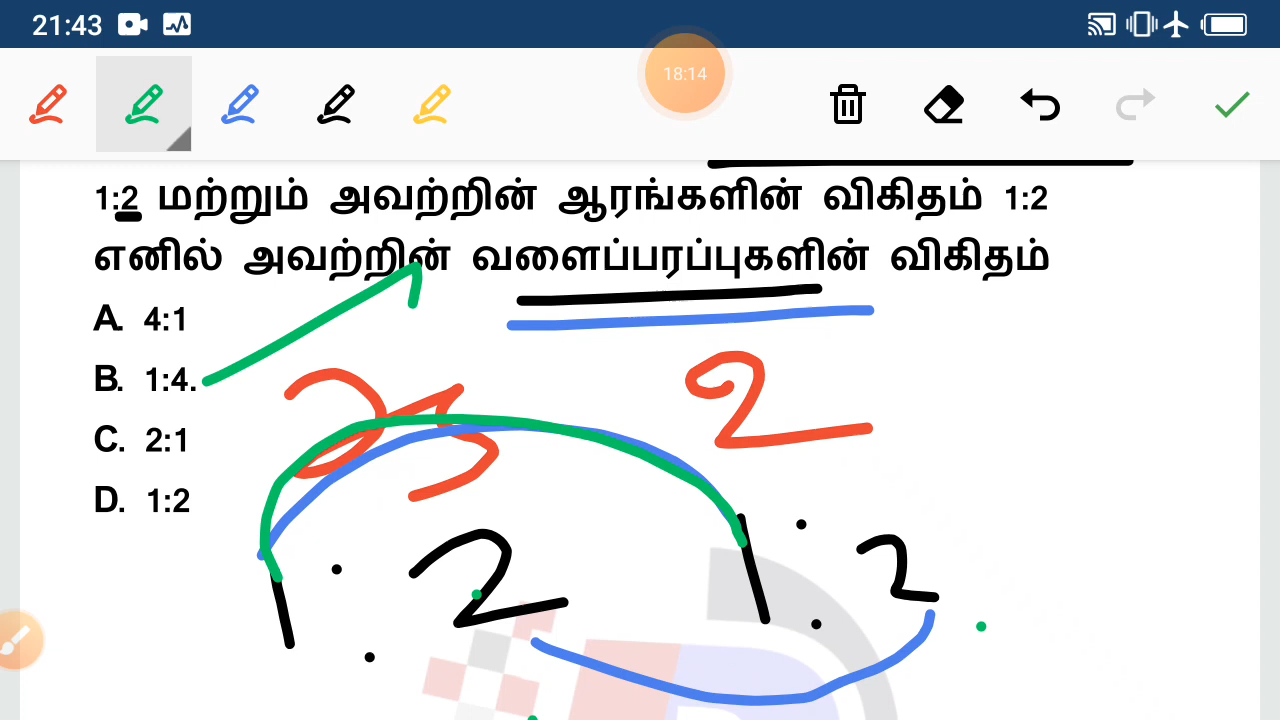 21:43
18:14
1:2 மற்றும் அவற்றின் ஆரங்களின் விகிதம் 1:2
எனில் அவற்றின் வளைப்பரப்புகளின் விகிதம்
A. 4:1
B. 1:4.
C. 2:1
D. 1:2
2
1 : 2 1 : 2